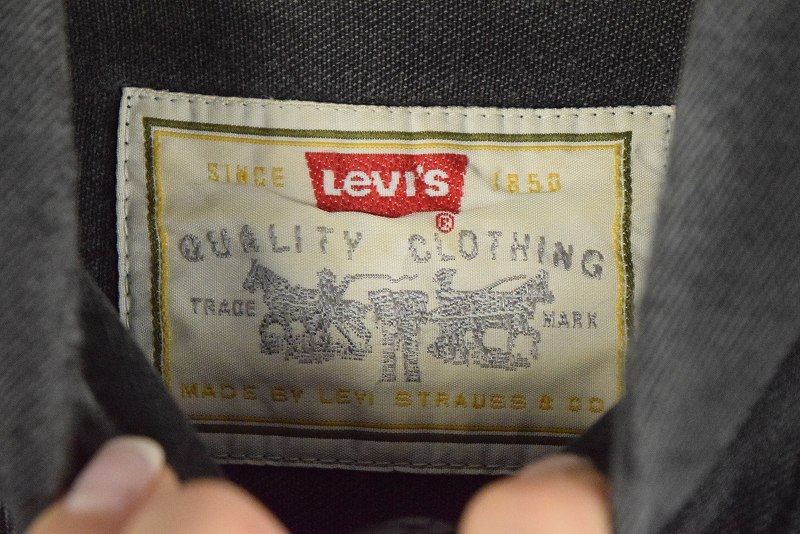 SINCE LEVI'S 1850
®
QUALITY CLOTHING
TRADE MARK
MADE BY LEVI STRAUSS & CO